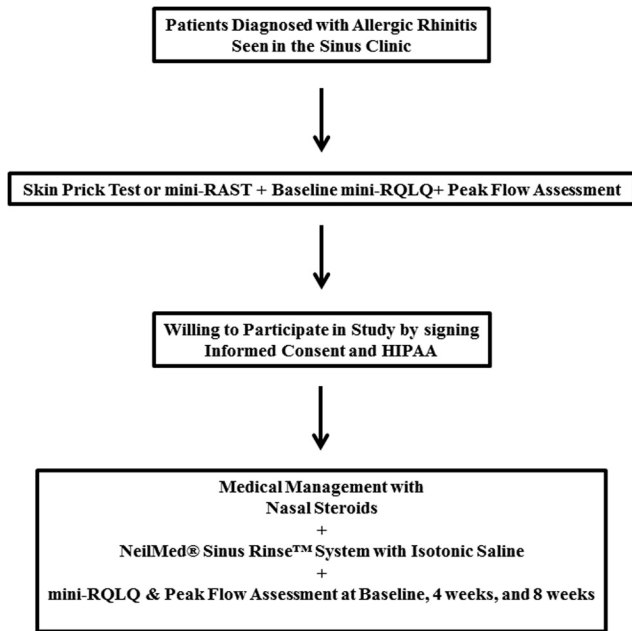 Patients Diagnosed with Allergic Rhinitis
Seen in the Sinus Clinic
Skin Prick Test or mini-RAST + Baseline mini-RQLQ+ Peak Flow Assessment
Willing to Participate in Study by signing
Informed Consent and HIPAA
Medical Management with
Nasal Steroids
+
NeilMed® Sinus Rinse™ System with Isotonic Saline
+
mini-RQLQ & Peak Flow Assessment at Baseline, 4 weeks, and 8 weeks